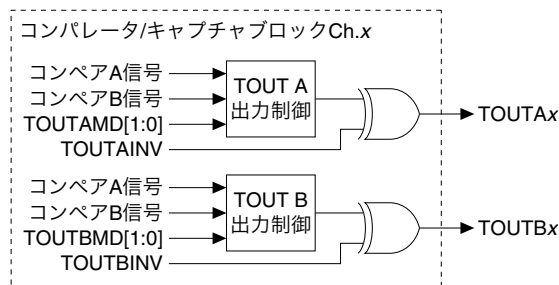 コンパレータ/キャプチャブロックCh.x
コンペアA信号
コンペアB信号
TOUTAMD[1:0]
TOUTAINV
TOUT A
出力制御
TOUTAx
コンペアA信号
コンペアB信号
TOUTBMD[1:0]
TOUTBINV
TOUT B
出力制御
TOUTBx